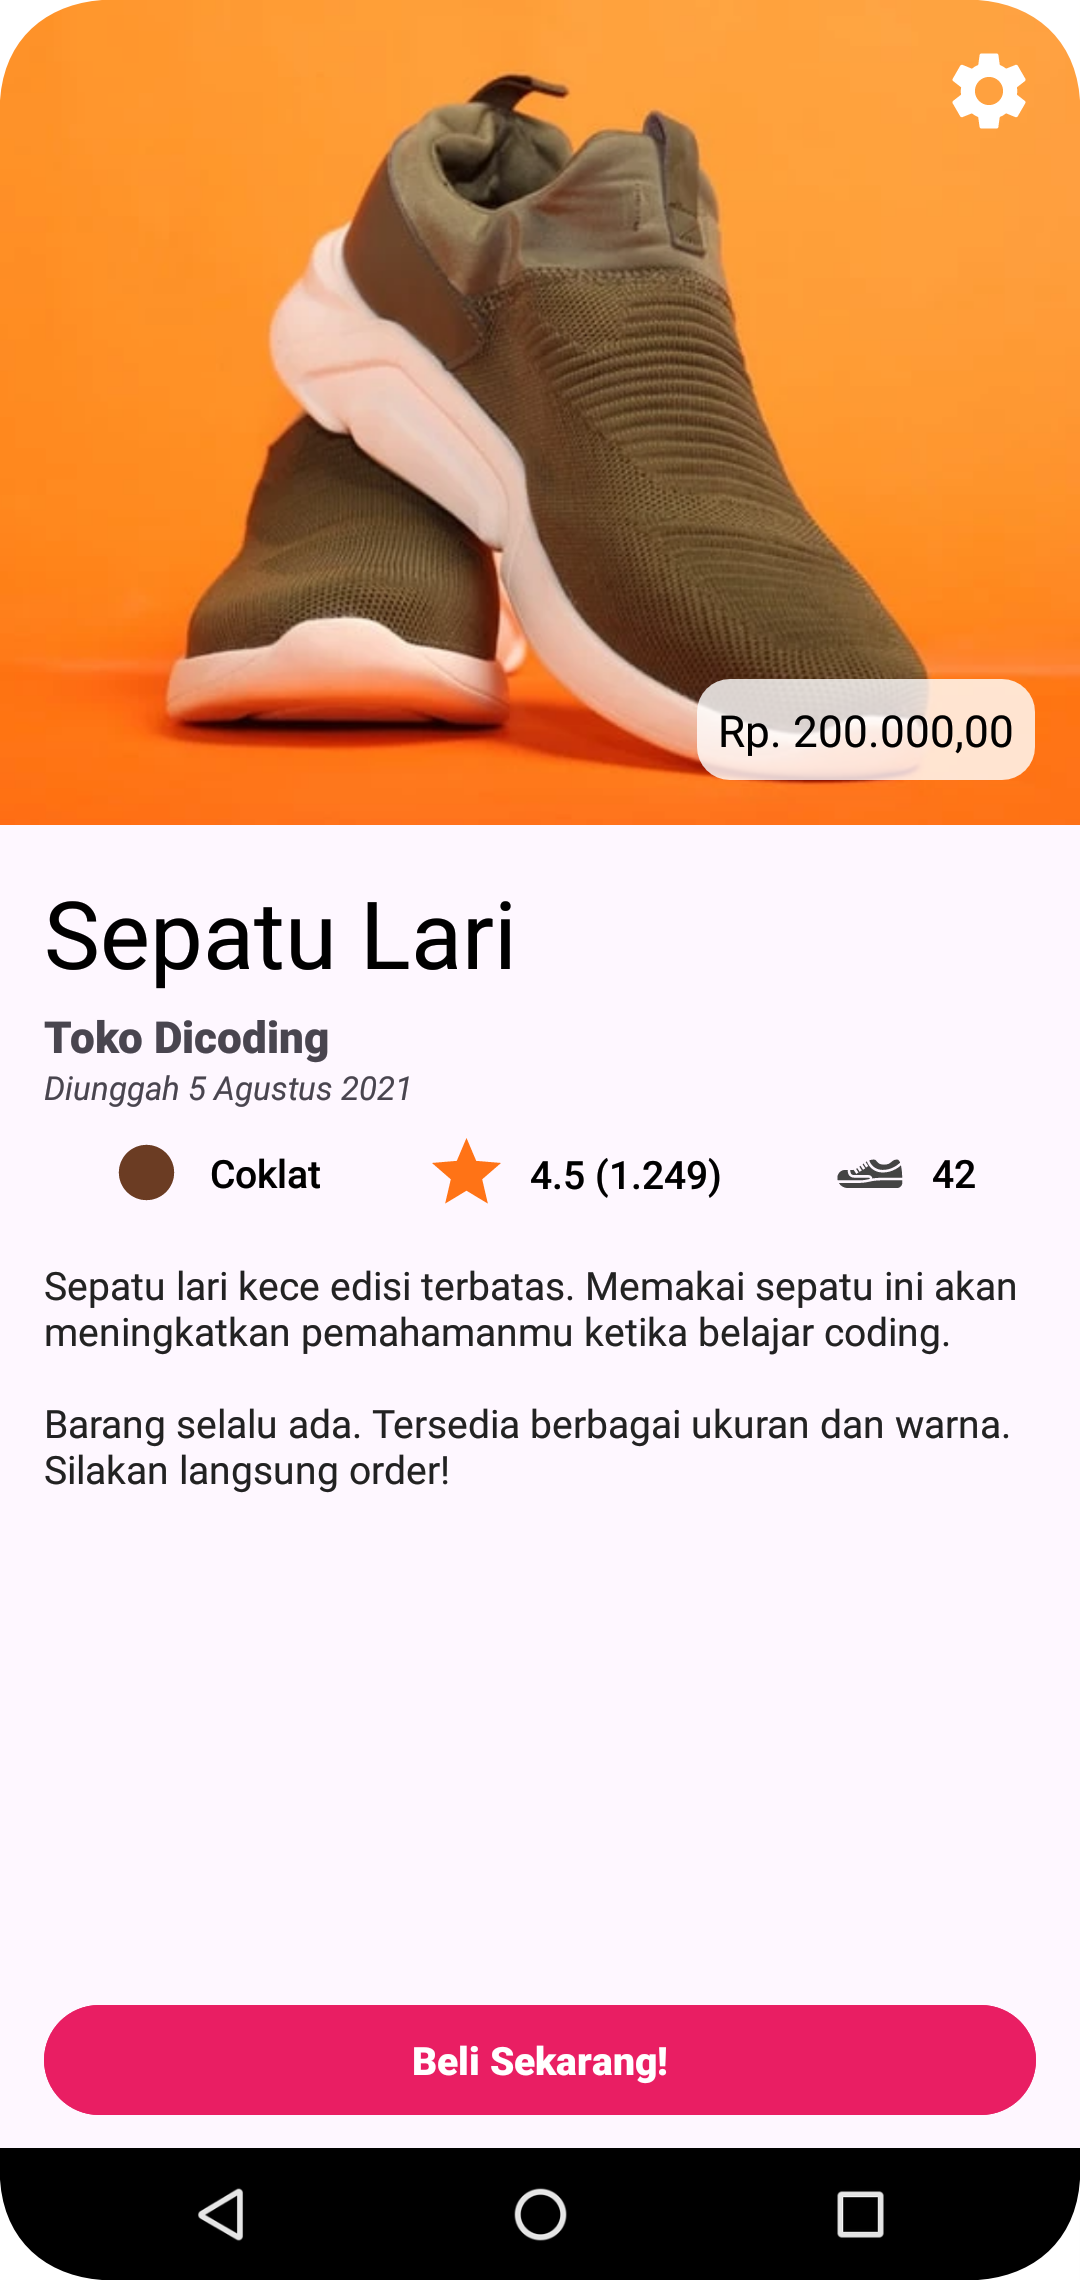 Rp. 200.000,00
Sepatu Lari
Toko Dicoding
Diunggah 5 Agustus 2021
Coklat 4.5 (1.249) 42
Sepatu lari kece edisi terbatas. Memakai sepatu ini akan
meningkatkan pemahamanmu ketika belajar coding.
Barang selalu ada. Tersedia berbagai ukuran dan warna.
Silakan langsung order!
Beli Sekarang!